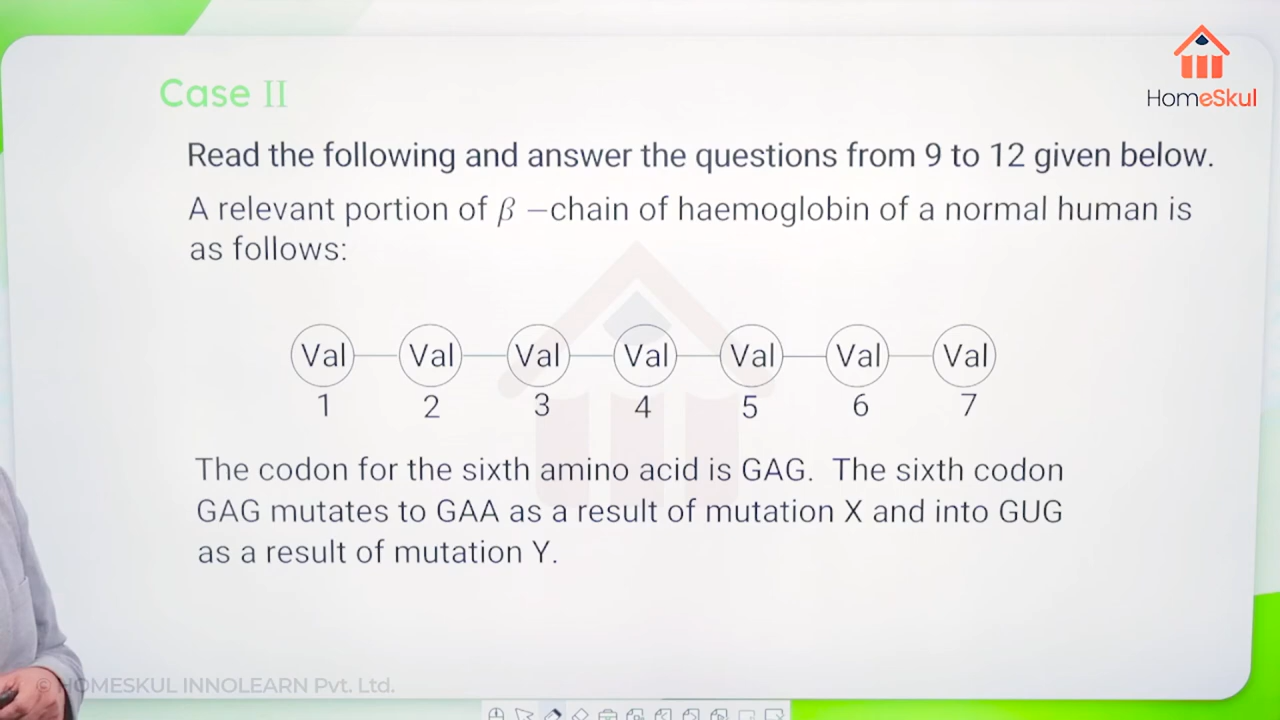 HomeSkul
Case II
Read the following and answer the questions from 9 to 12 given below.
A relevant portion of β –chain of haemoglobin of a normal human is
as follows:
Val Val Val Val Val Val Val
1 2 3 4 5 6 7
The codon for the sixth amino acid is GAG. The sixth codon
GAG mutates to GAA as a result of mutation X and into GUG
as a result of mutation Y.
© HOMESKUL INNOLEARN Pvt. Ltd.